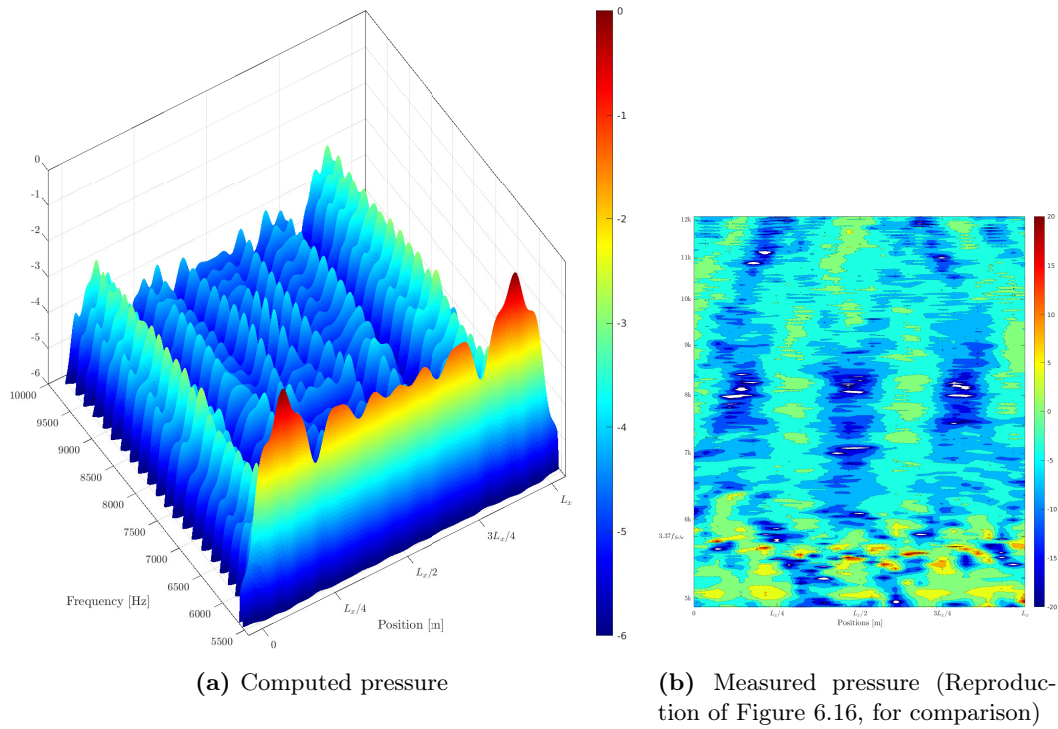 0
-1
-2
-3
-4
-5
-6
10000
9500
9000
8500
8000
7500
7000
6500
6000
5500
Frequency [Hz]
0
L_x/4
L_x/2
3L_x/4
L_x
Position [m]
0
-1
-2
-3
-4
-5
-6
12k
11k
10k
9k
8k
7k
6k
5k
0
L_x/4
L_x/2
3L_x/4
L_x
Positions [m]
20
15
10
5
0
-5
-10
-15
-20
(a) Computed pressure
(b) Measured pressure (Reproduc-
tion of Figure 6.16, for comparison)